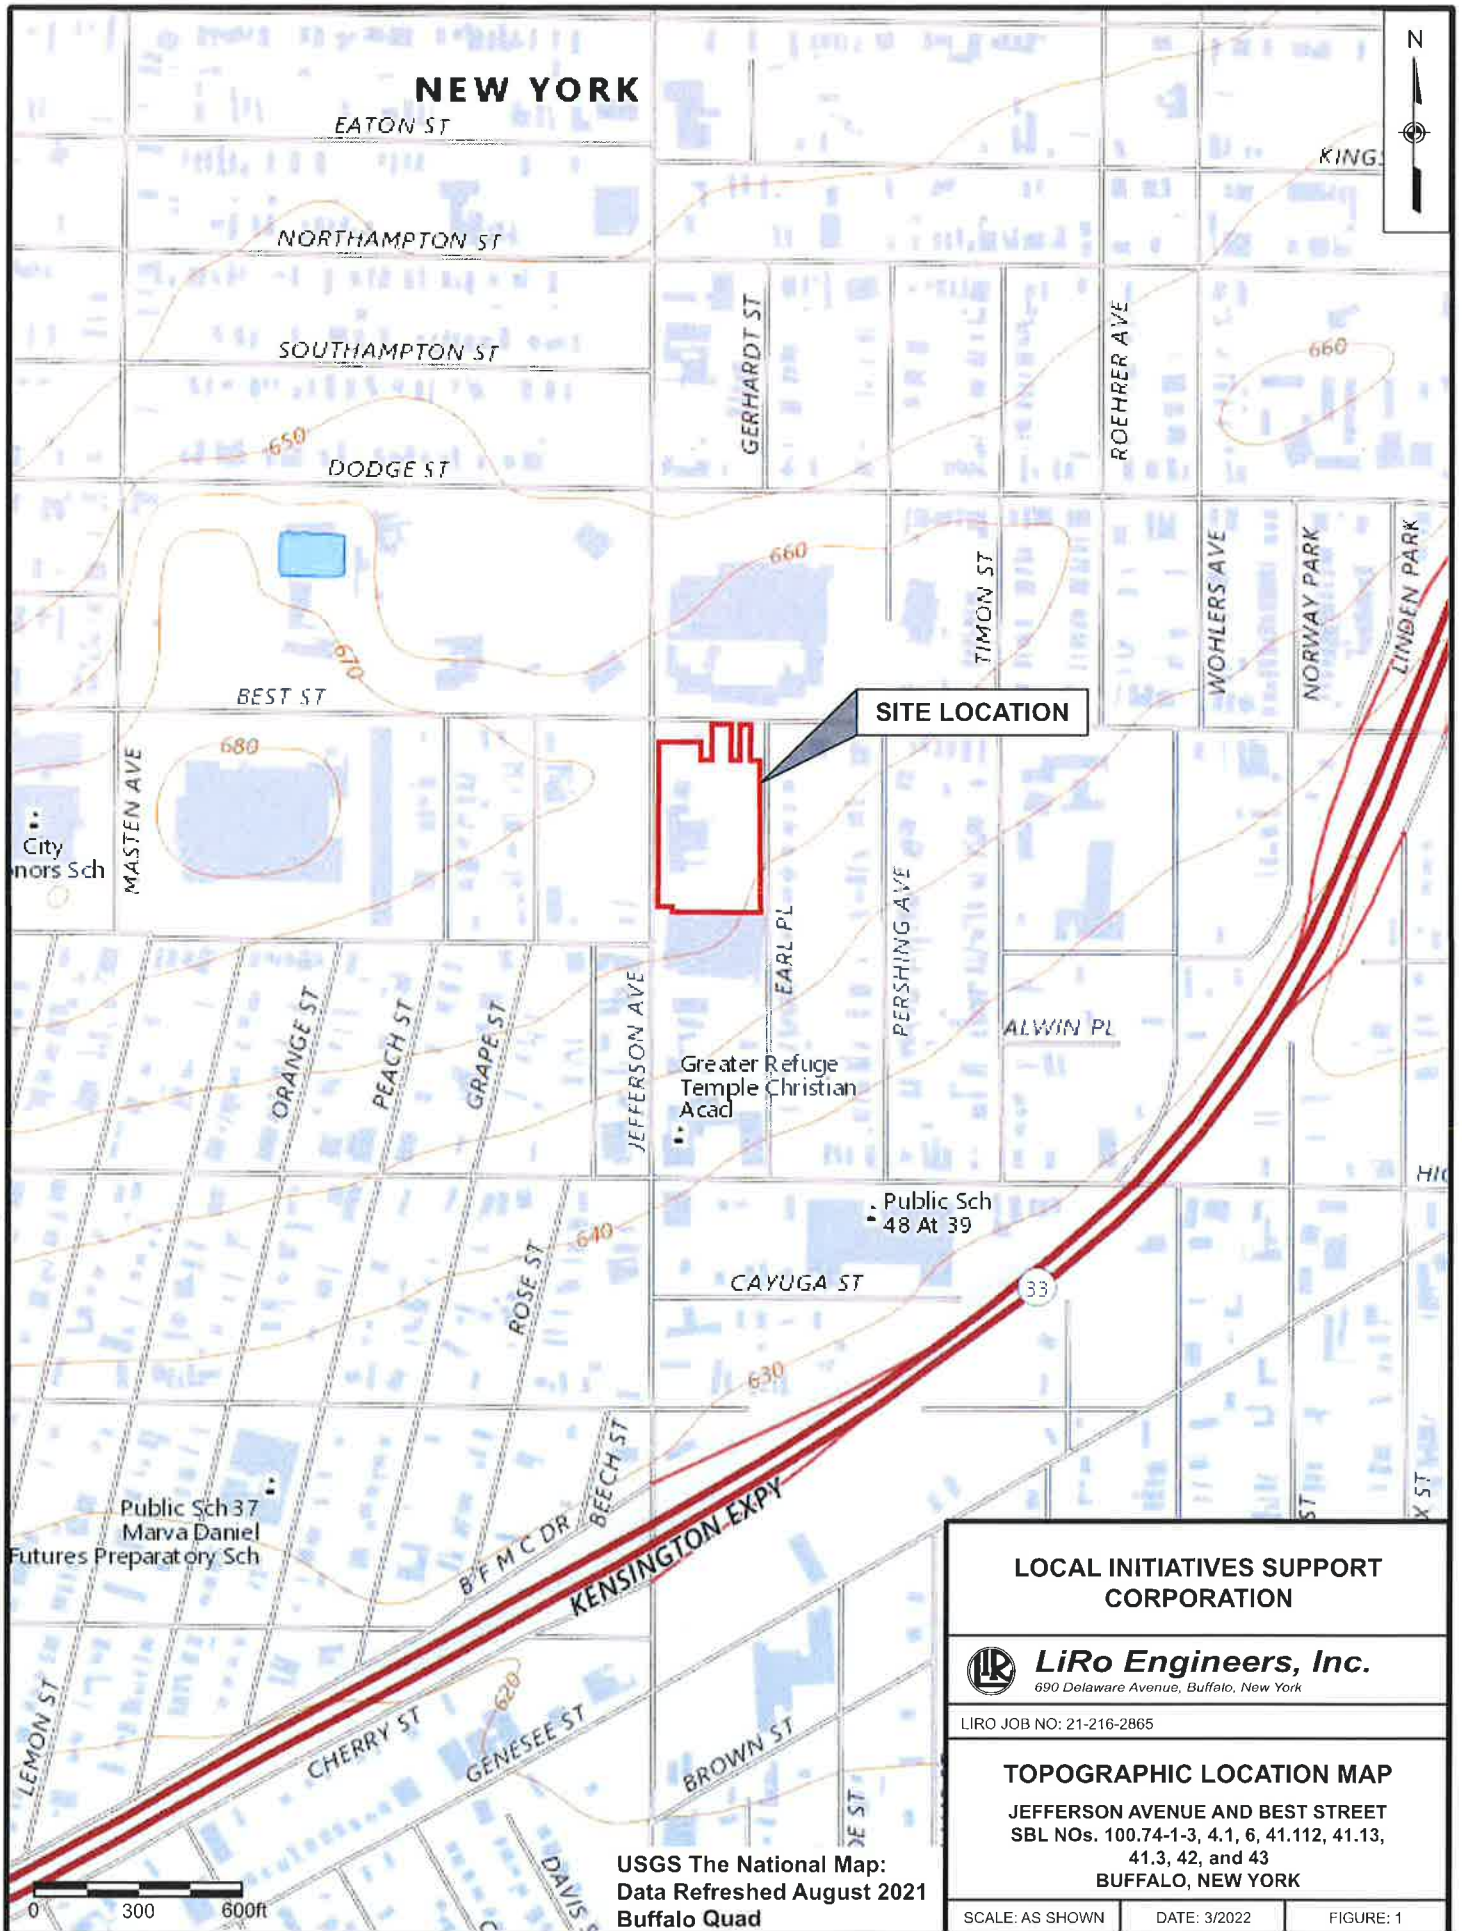 N
NEW YORK
EATON ST
KINGS
NORTHAMPTON ST
GERHARDT ST
ROEHRER AVE
SOUTHAMPTON ST
660
650
DODGE ST
660
TIMON ST
WOHLERS AVE
NORWAY PARK
LINDEN PARK
670
BEST ST
SITE LOCATION
680
MASTEN AVE
City
nors Sch
EARL PL
PERSHING AVE
ORANGE ST
PEACH ST
GRAPE ST
JEFFERSON AVE
ALWIN PL
Greater Refuge
Temple Christian
Acad
HIG
Public Sch
48 At 39
640
ROSE ST
CAYUGA ST
33
630
BEECH ST
Public Sch 37
Marva Daniel
Futures Preparatory Sch
B F M C DR
KENSINGTON EXPY
ST
X ST
LEMON ST
620
CHERRY ST
GENESEE ST
BROWN ST
DE ST
DAVIS S
0 300 600ft
USGS The National Map:
Data Refreshed August 2021
Buffalo Quad
LOCAL INITIATIVES SUPPORT
CORPORATION
LiRo Engineers, Inc.
690 Delaware Avenue, Buffalo, New York
LIRO JOB NO: 21-216-2865
TOPOGRAPHIC LOCATION MAP
JEFFERSON AVENUE AND BEST STREET
SBL NOs. 100.74-1-3, 4.1, 6, 41.112, 41.13,
41.3, 42, and 43
BUFFALO, NEW YORK
SCALE: AS SHOWN
DATE: 3/2022
FIGURE: 1